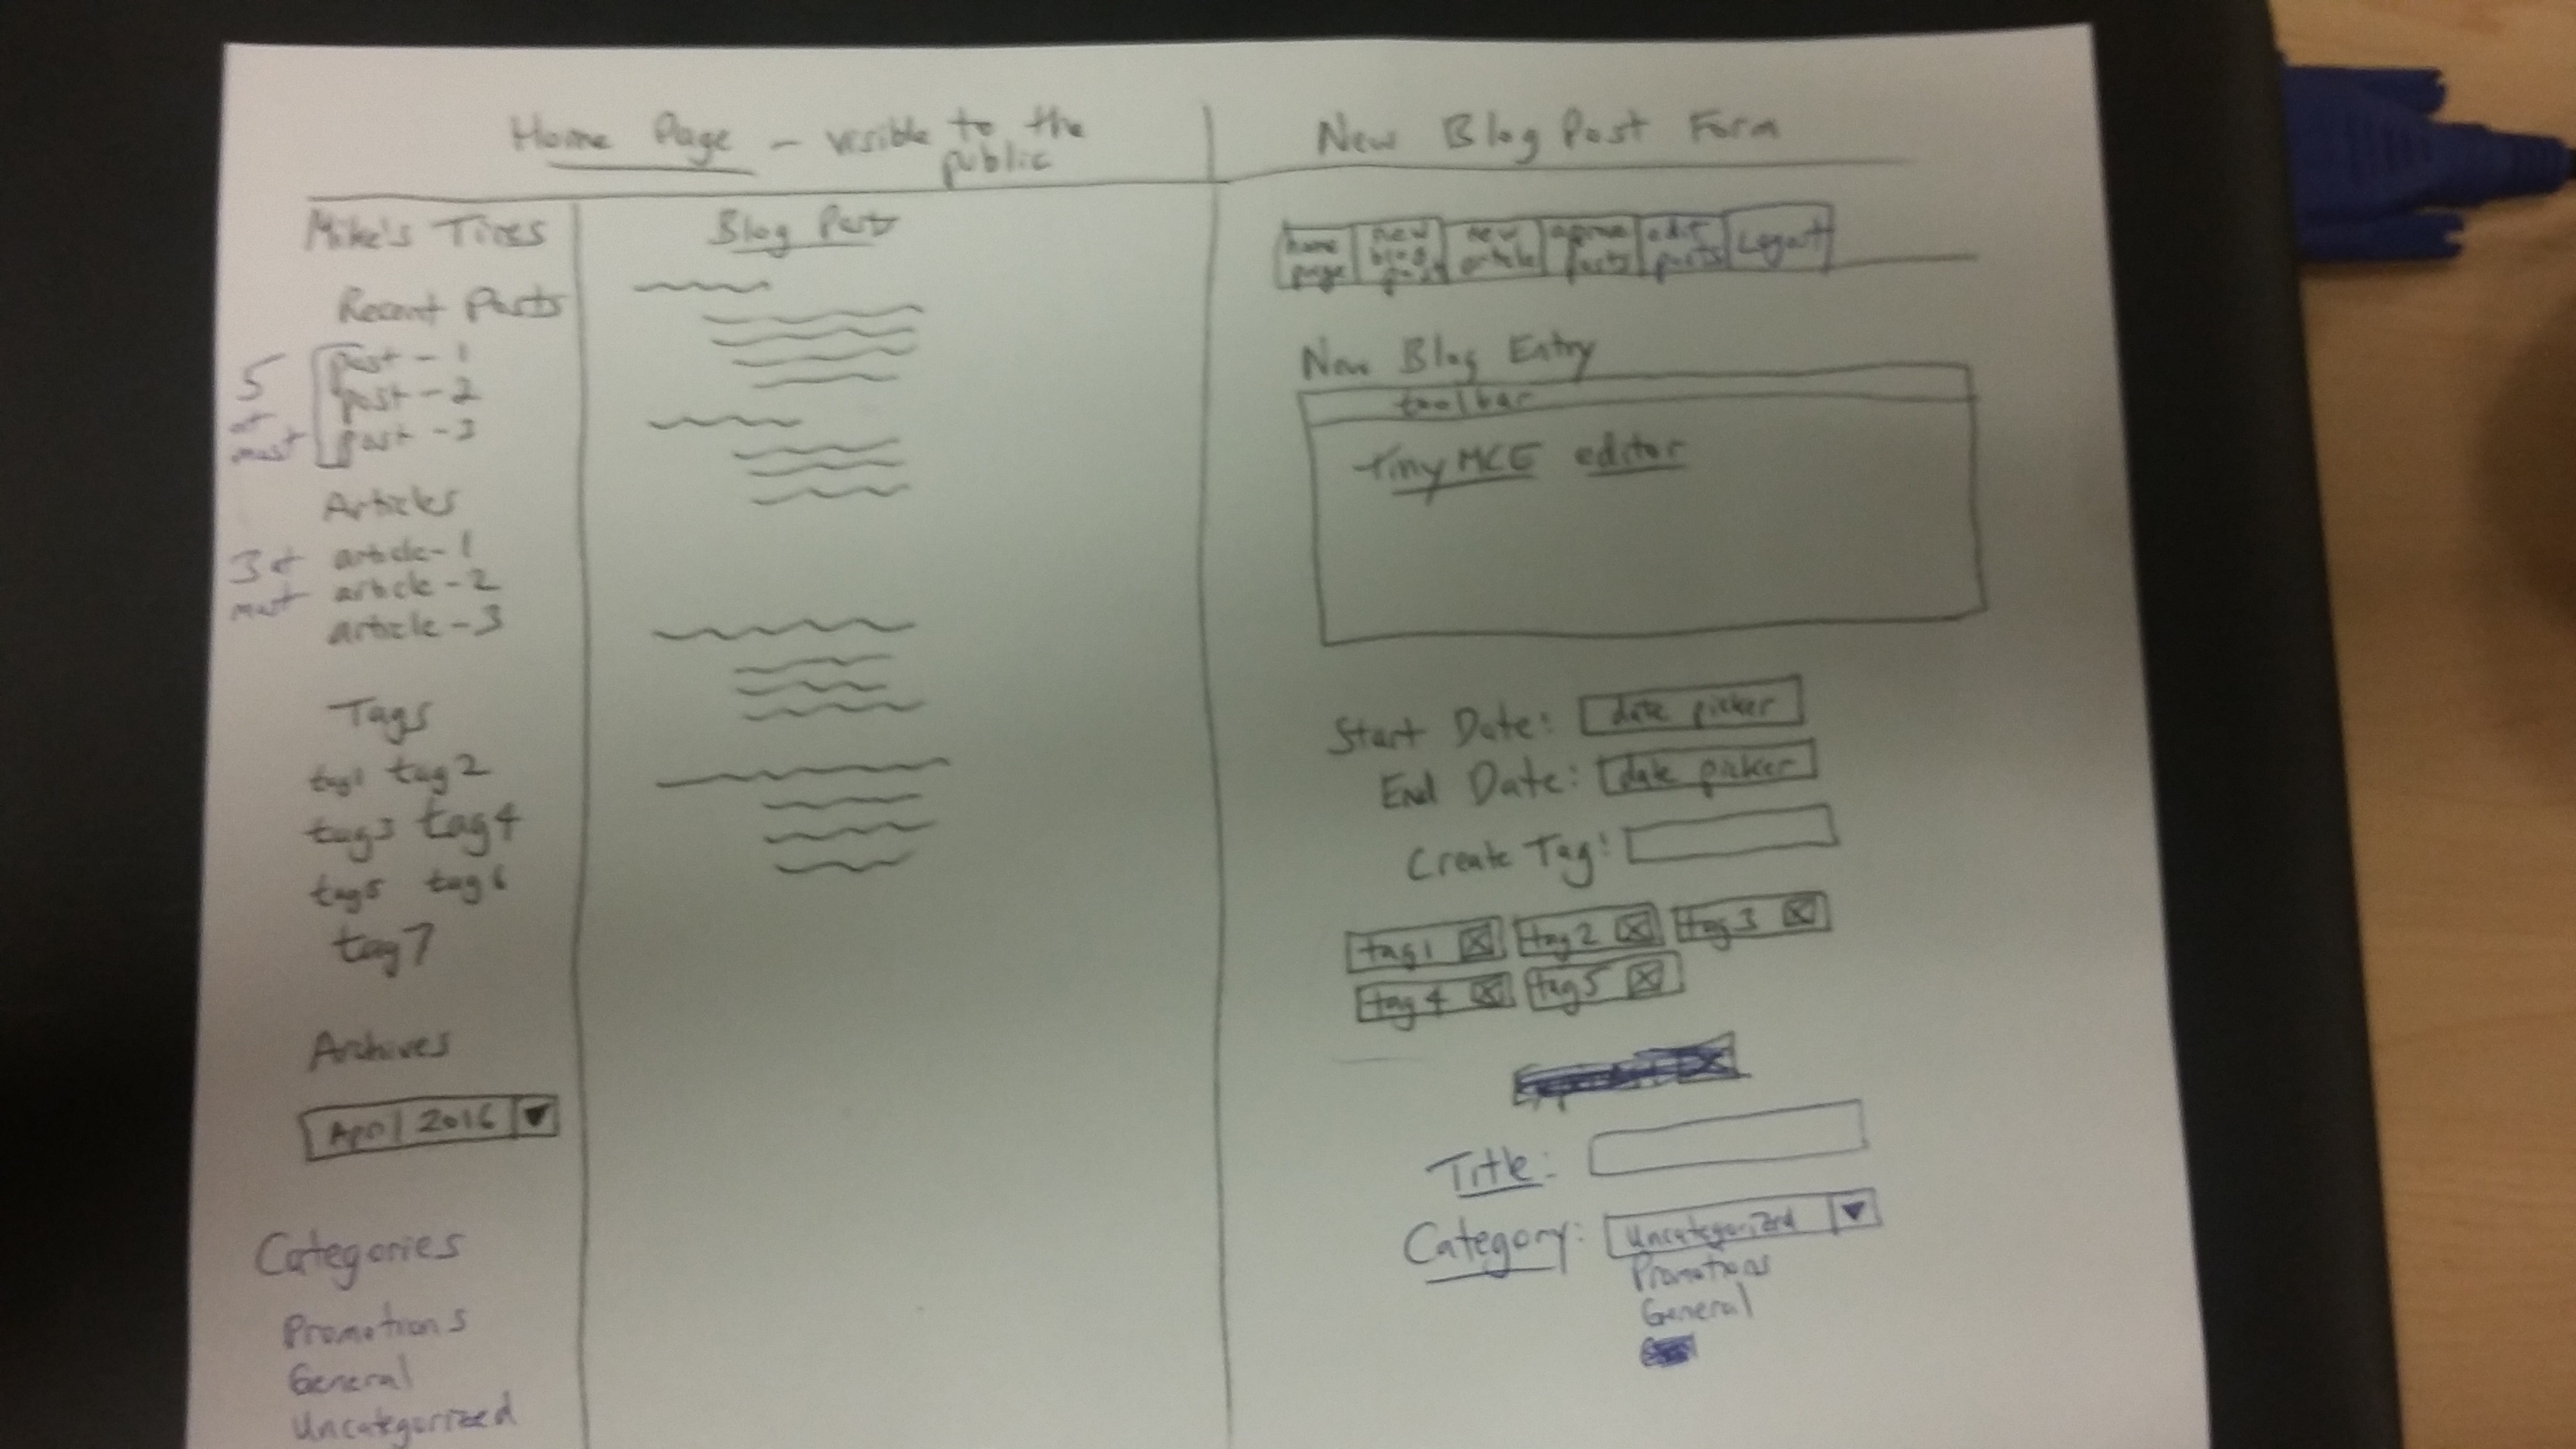 Home Page - visible to the
public
Mike's Tires
Recent Posts
5
at
most
post - 1
post - 2
post - 3
Articles
3 at
most
article - 1
article - 2
article - 3
Tags
tag1 tag2
tag3 tag4
tag5 tag6
tag7
Archives
April 2016
Categories
Promotions
General
Uncategorized
Blog Posts
New Blog Post Form
home
page
new
blog
post
new
article
posts
edit
posts
Logout
New Blog Entry
toolbar
TinyMCE editor
Start Date: date picker
End Date: date picker
Create Tag:
tag1 tag2 tag3
tag4 tag5
Title:
Category: Uncategorized
Promotions
General